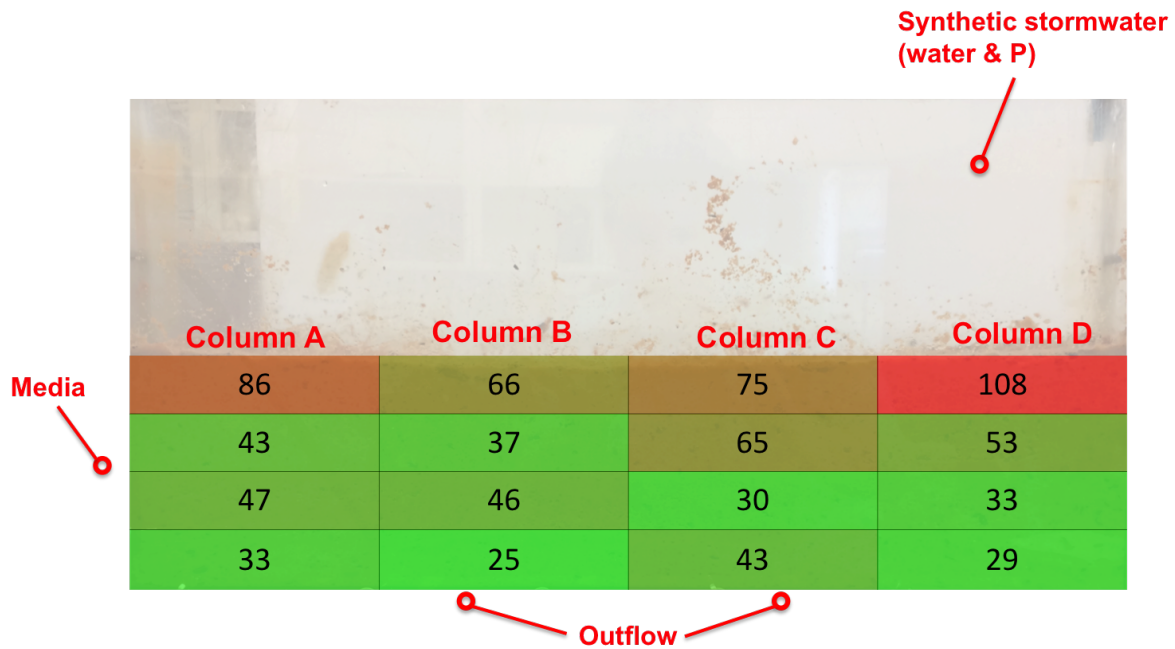 Synthetic stormwater
(water & P)
Column A Column B Column C Column D
Media
86 66 75 108
43 37 65 53
47 46 30 33
33 25 43 29
Outflow